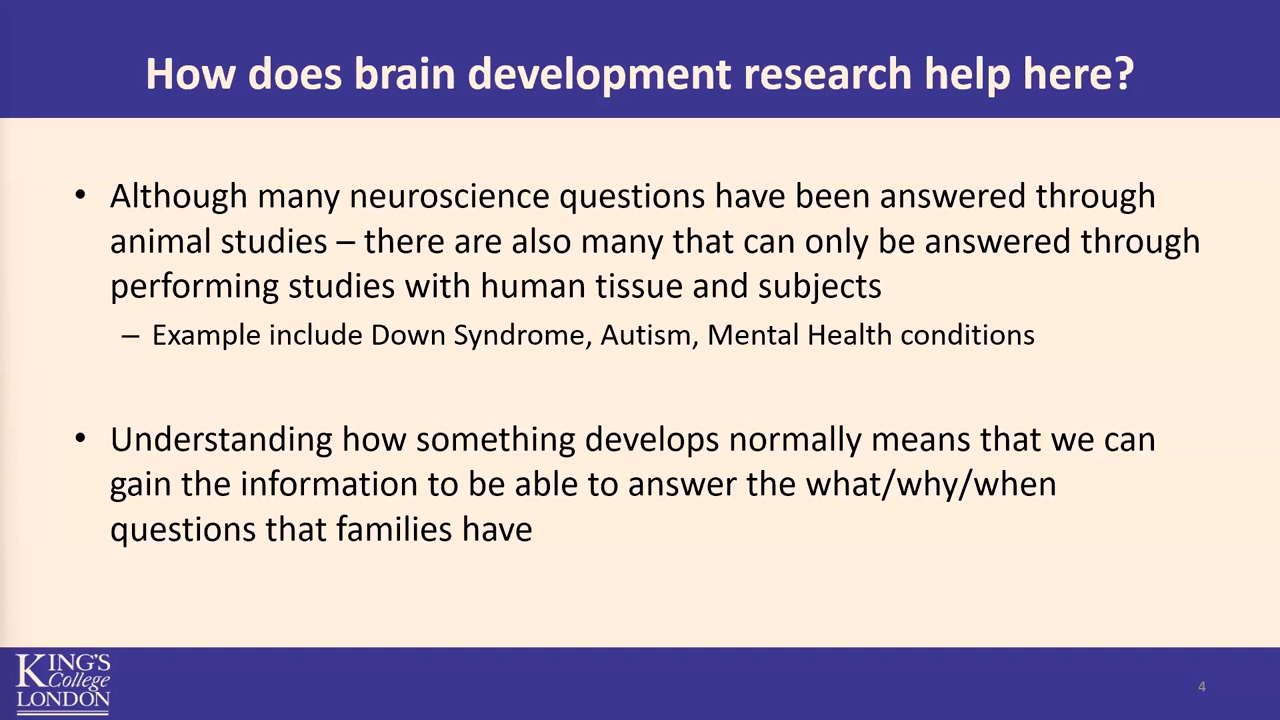 How does brain development research help here?
• Although many neuroscience questions have been answered through
animal studies – there are also many that can only be answered through
performing studies with human tissue and subjects
– Example include Down Syndrome, Autism, Mental Health conditions
• Understanding how something develops normally means that we can
gain the information to be able to answer the what/why/when
questions that families have
KING'S
College
LONDON
4